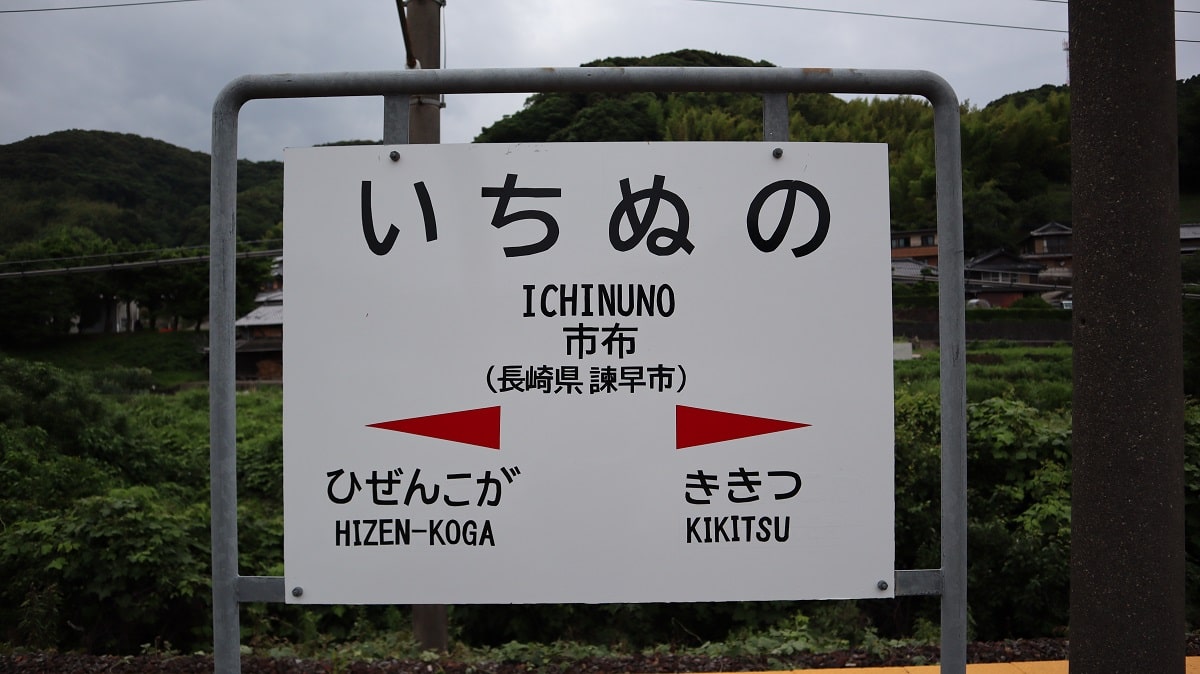 いちぬの
ICHINUNO
市布
（長崎県 諫早市）
ひぜんこが ききつ
HIZEN-KOGA KIKITSU